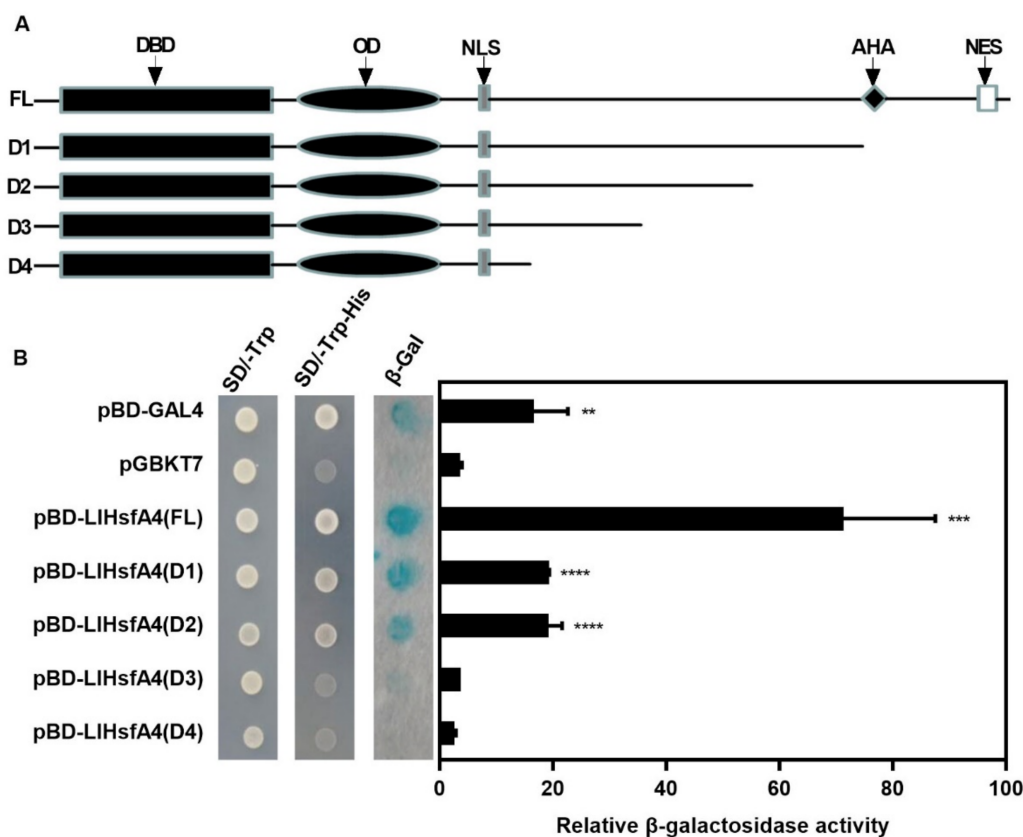 A
DBD OD NLS AHA NES
FL
D1
D2
D3
D4
B
SD/-Trp SD/-Trp-His β-Gal
pBD-GAL4 **
pGBKT7
pBD-LlHsfA4(FL) ***
pBD-LlHsfA4(D1) ****
pBD-LlHsfA4(D2) ****
pBD-LlHsfA4(D3)
pBD-LlHsfA4(D4)
0 20 40 60 80 100
Relative β-galactosidase activity